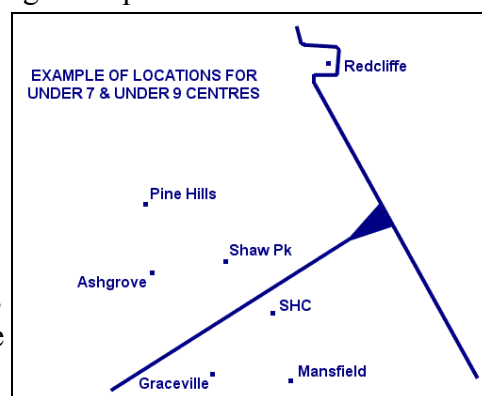 EXAMPLE OF LOCATIONS FOR
UNDER 7 & UNDER 9 CENTRES
Redcliffe
Pine Hills
Shaw Pk
Ashgrove
SHC
Graceville
Mansfield